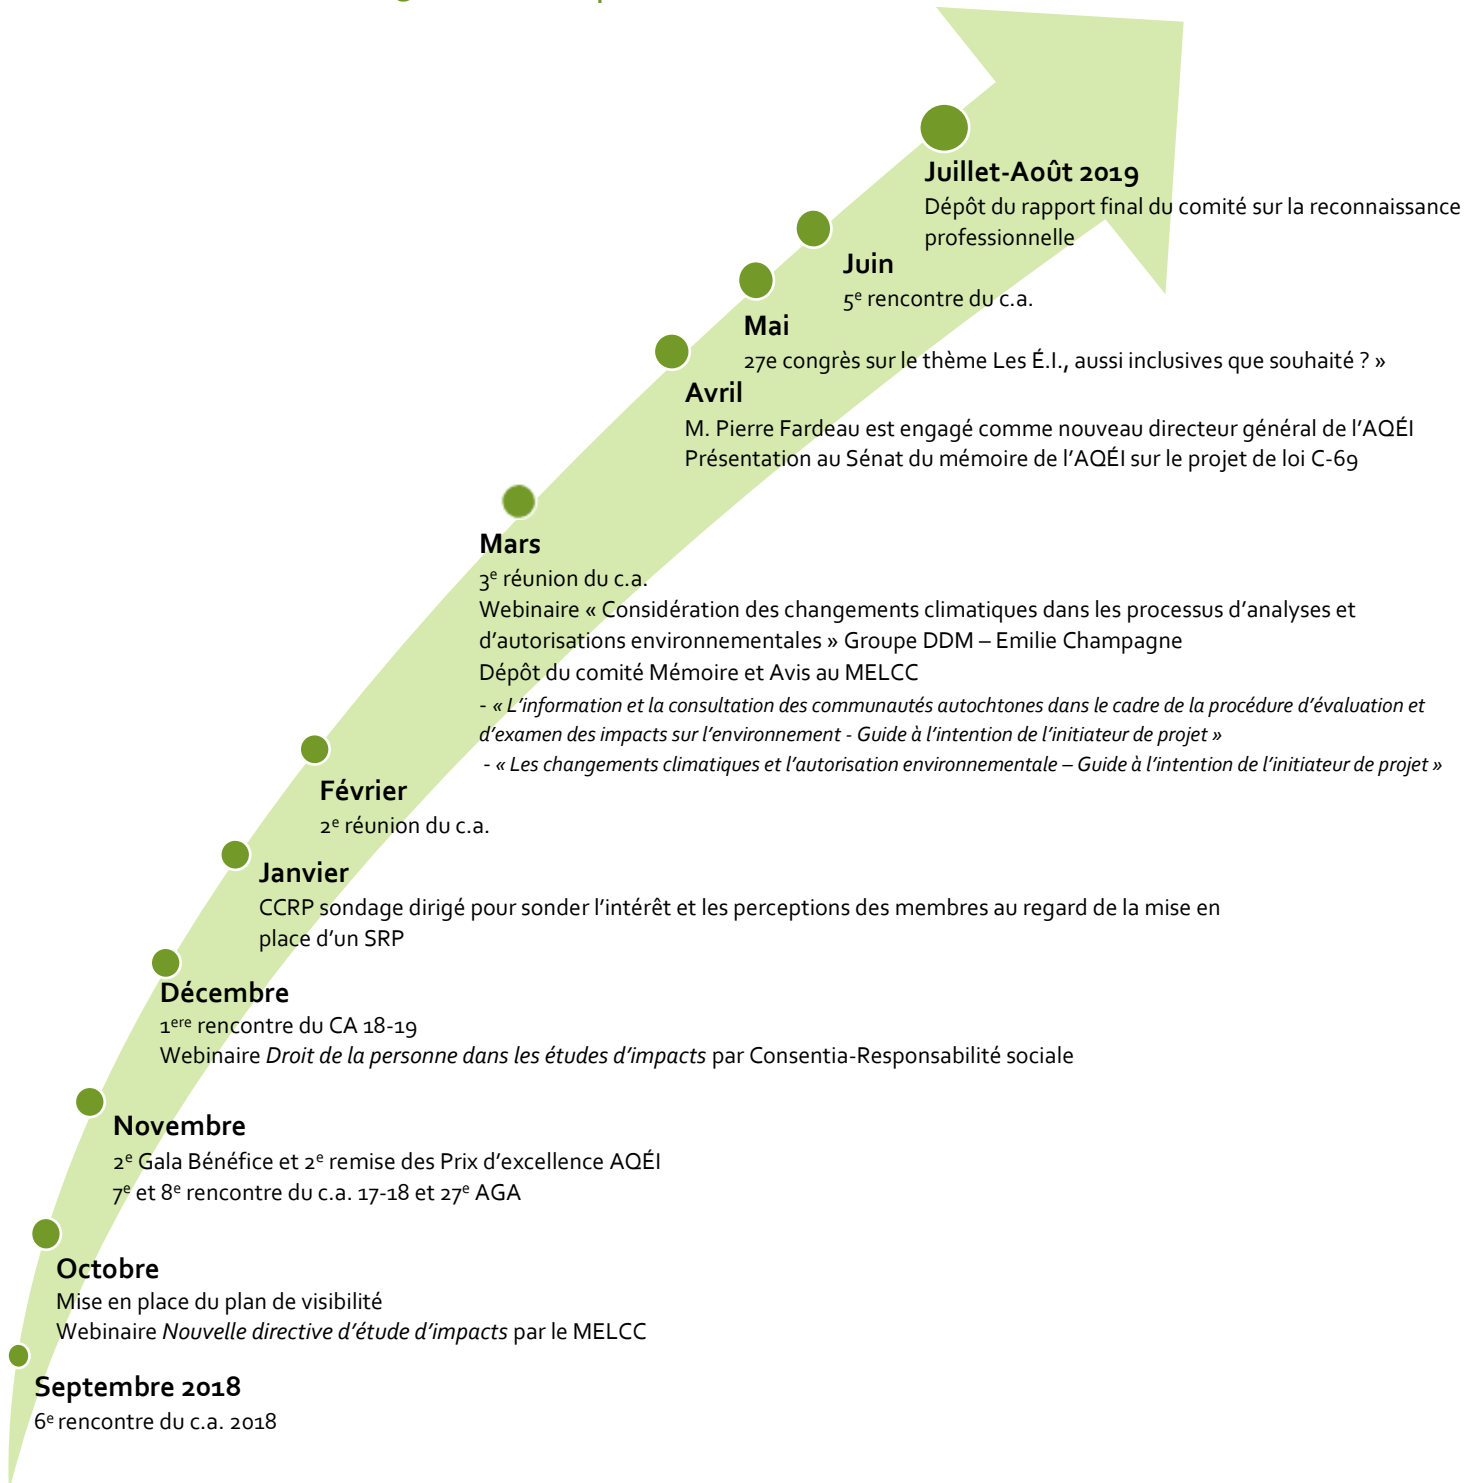 Juillet-Août 2019
Dépôt du rapport final du comité sur la reconnaissance
professionnelle
Juin
5e rencontre du c.a.
Mai
27e congrès sur le thème Les É.I., aussi inclusives que souhaité ? »
Avril
M. Pierre Fardeau est engagé comme nouveau directeur général de l’AQÉI
Présentation au Sénat du mémoire de l’AQÉI sur le projet de loi C-69
Mars
3e réunion du c.a.
Webinaire « Considération des changements climatiques dans les processus d’analyses et
d’autorisations environnementales » Groupe DDM – Emilie Champagne
Dépôt du comité Mémoire et Avis au MELCC
- « L’information et la consultation des communautés autochtones dans le cadre de la procédure d’évaluation et
d’examen des impacts sur l’environnement - Guide à l’intention de l’initiateur de projet »
- « Les changements climatiques et l’autorisation environnementale – Guide à l’intention de l’initiateur de projet »
Février
2e réunion du c.a.
Janvier
CCRP sondage dirigé pour sonder l’intérêt et les perceptions des membres au regard de la mise en
place d’un SRP
Décembre
1ere rencontre du CA 18-19
Webinaire Droit de la personne dans les études d’impacts par Consentia-Responsabilité sociale
Novembre
2e Gala Bénéfice et 2e remise des Prix d’excellence AQÉI
7e et 8e rencontre du c.a. 17-18 et 27e AGA
Octobre
Mise en place du plan de visibilité
Webinaire Nouvelle directive d’étude d’impacts par le MELCC
Septembre 2018
6e rencontre du c.a. 2018